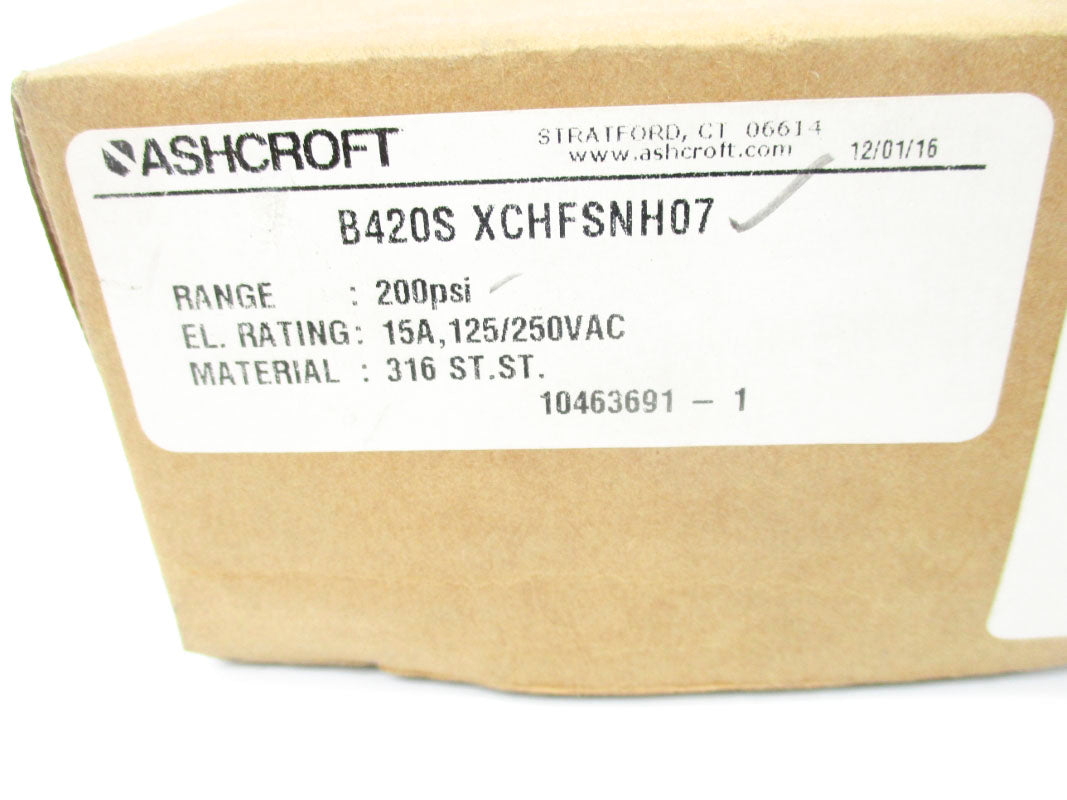 ASHCROFT
STRATFORD, CT 06614
www.ashcroft.com
12/01/16
B420S XCHFSNH07
RANGE : 200psi
EL. RATING: 15A,125/250VAC
MATERIAL : 316 ST.ST.
10463691 - 1